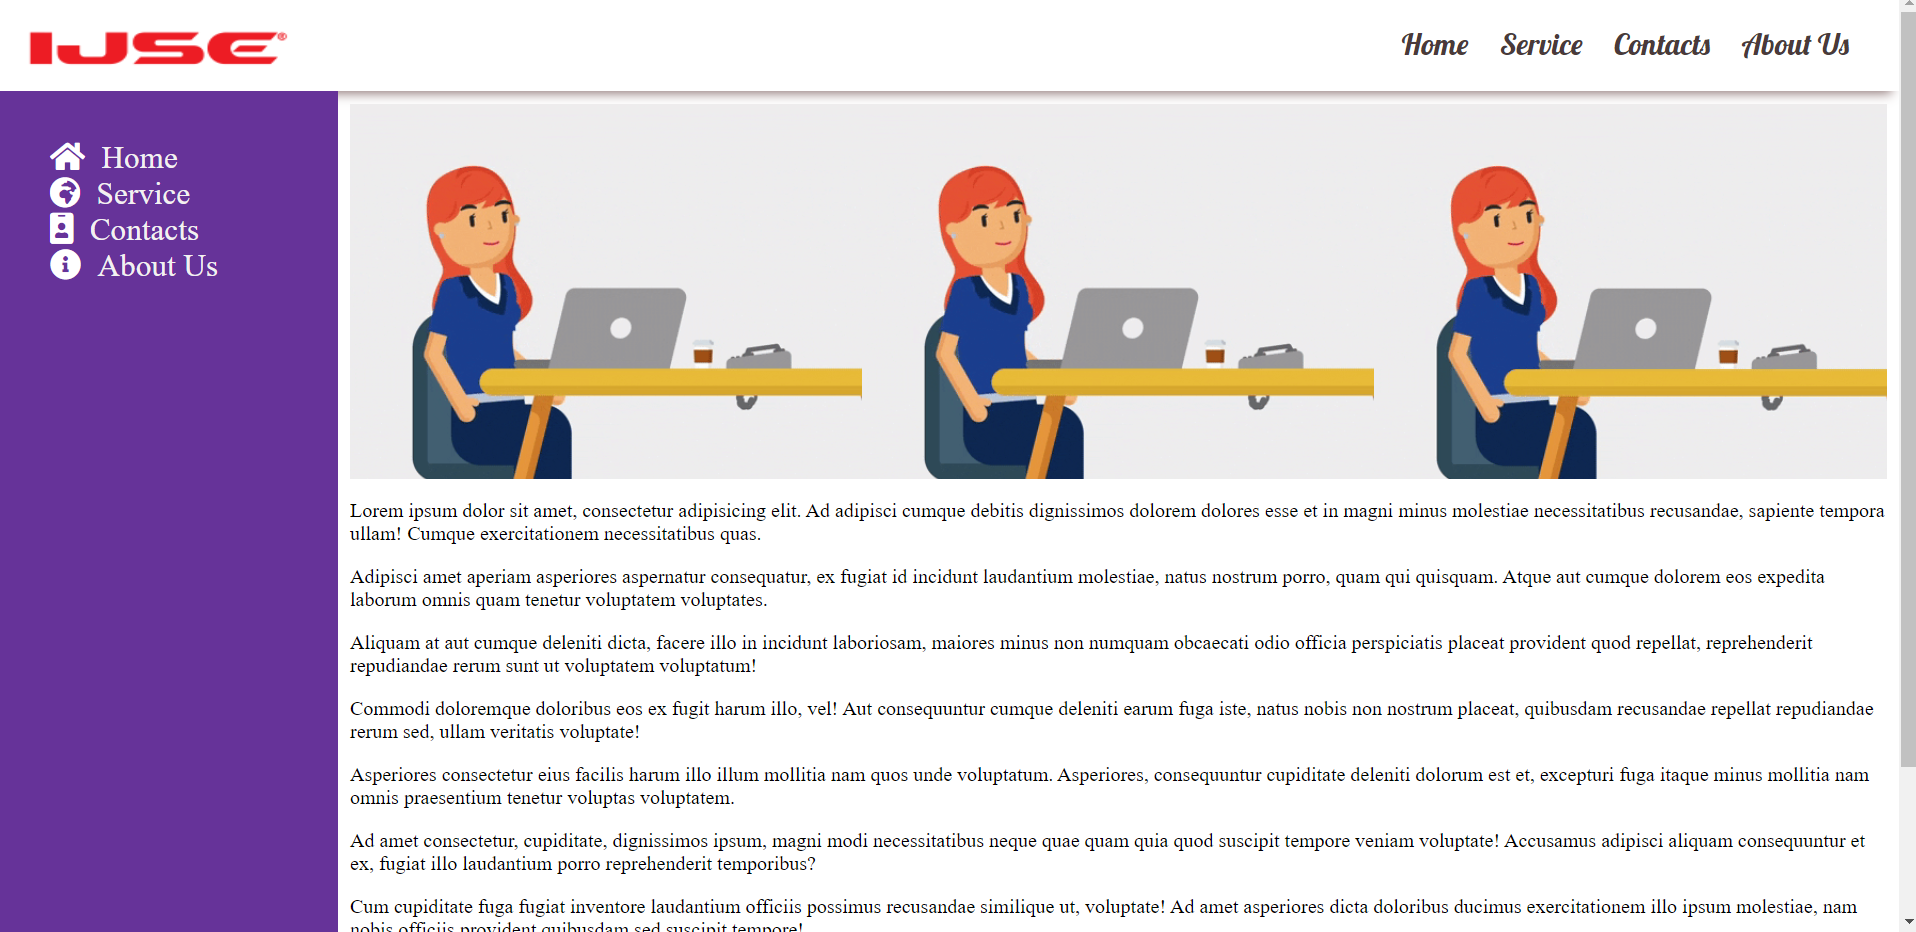 IJSE®
Home Service Contacts About Us
Home
Service
Contacts
About Us
Lorem ipsum dolor sit amet, consectetur adipisicing elit. Ad adipisci cumque debitis dignissimos dolorem dolores esse et in magni minus molestiae necessitatibus recusandae, sapiente tempora
ullam! Cumque exercitationem necessitatibus quas.
Adipisci amet aperiam asperiores aspernatur consequatur, ex fugiat id incidunt laudantium molestiae, natus nostrum porro, quam qui quisquam. Atque aut cumque dolorem eos expedita
laborum omnis quam tenetur voluptatem voluptates.
Aliquam at aut cumque deleniti dicta, facere illo in incidunt laboriosam, maiores minus non numquam obcaecati odio officia perspiciatis placeat provident quod repellat, reprehenderit
repudiandae rerum sunt ut voluptatem voluptatum!
Commodi doloremque doloribus eos ex fugit harum illo, vel! Aut consequuntur cumque deleniti earum fuga iste, natus nobis non nostrum placeat, quibusdam recusandae repellat repudiandae
rerum sed, ullam veritatis voluptate!
Asperiores consectetur eius facilis harum illo illum mollitia nam quos unde voluptatum. Asperiores, consequuntur cupiditate deleniti dolorum est et, excepturi fuga itaque minus mollitia nam
omnis praesentium tenetur voluptas voluptatem.
Ad amet consectetur, cupiditate, dignissimos ipsum, magni modi necessitatibus neque quae quam quia quod suscipit tempore veniam voluptate! Accusamus adipisci aliquam consequuntur et
ex, fugiat illo laudantium porro reprehenderit temporibus?
Cum cupiditate fuga fugiat inventore laudantium officiis possimus recusandae similique ut, voluptate! Ad amet asperiores dicta doloribus ducimus exercitationem illo ipsum molestiae, nam
nobis officiis provident quibusdam sed suscipit tempore!